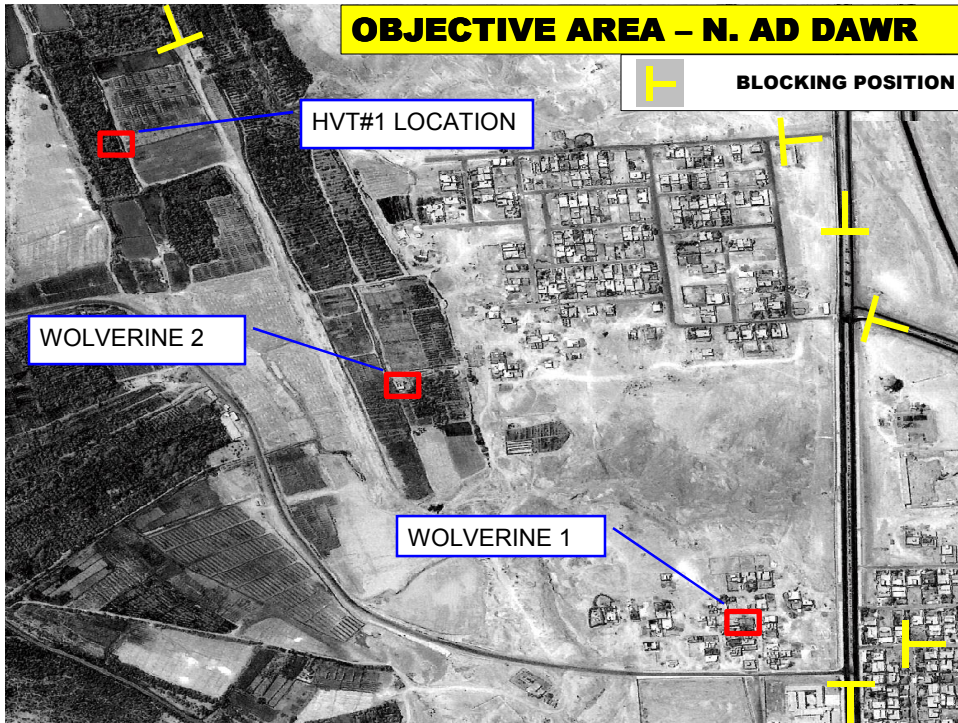 OBJECTIVE AREA – N. AD DAWR
BLOCKING POSITION
HVT#1 LOCATION
WOLVERINE 2
WOLVERINE 1